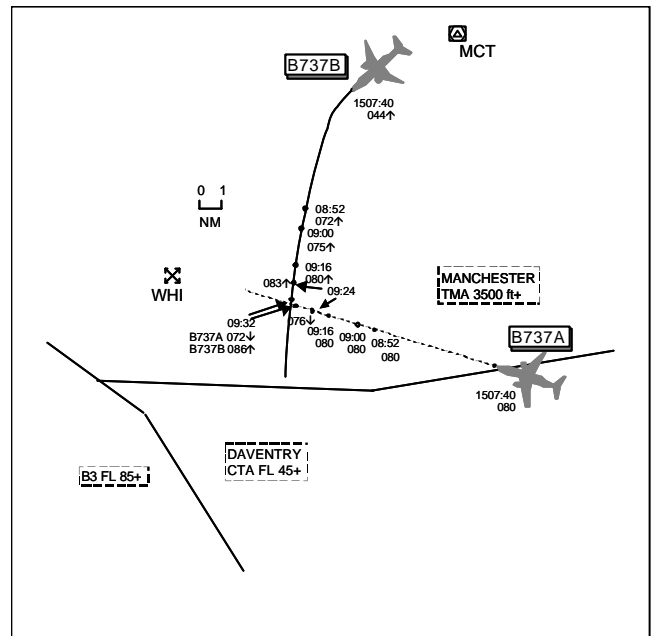 MCT
B737B
1507:40
044↑
0 1
NM
08:52
072↑
09:00
075↑
09:16
080↑
083↑
09:24
WHI
MANCHESTER
TMA 3500 ft+
09:32
B737A 072↓
B737B 086↑
076↓
09:16
080
09:00
080
08:52
080
B737A
1507:40
080
DAVENTRY
CTA FL 45+
B3 FL 85+